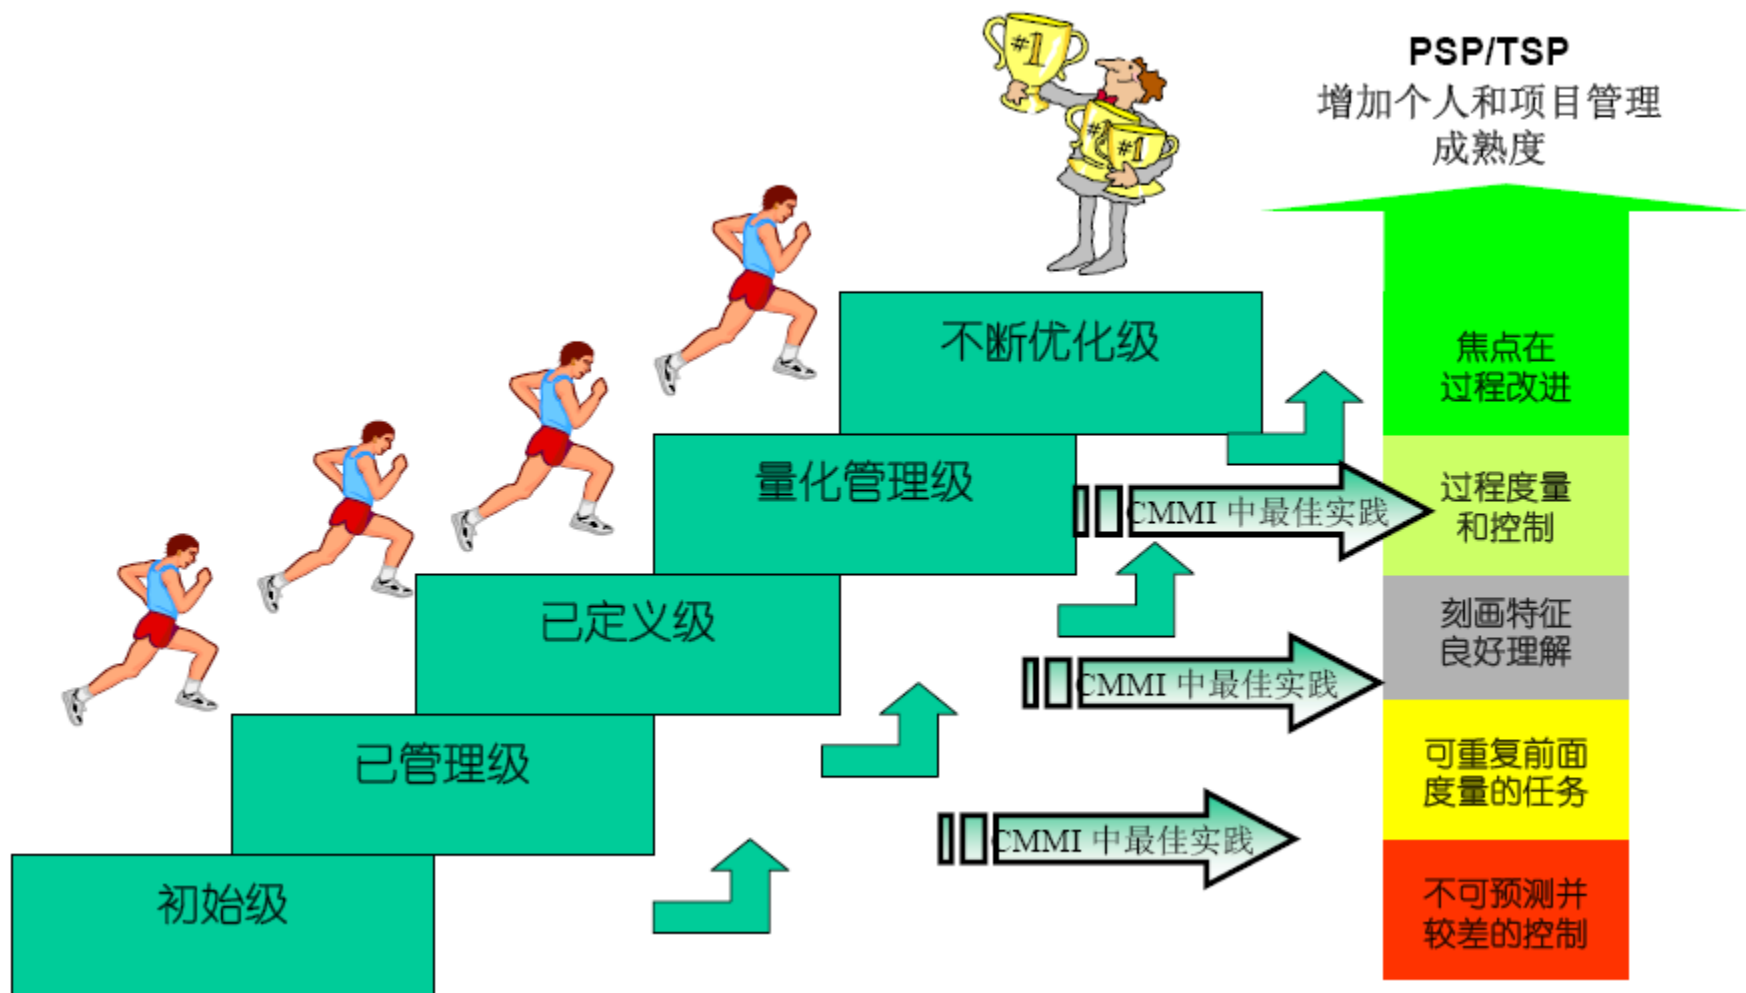 #1
#1
#1
PSP/TSP
增加个人和项目管理
成熟度
不断优化级
焦点在
过程改进
量化管理级
CMMI 中最佳实践
过程度量
和控制
已定义级
CMMI 中最佳实践
刻画特征
良好理解
已管理级
CMMI 中最佳实践
可重复前面
度量的任务
初始级
不可预测并
较差的控制